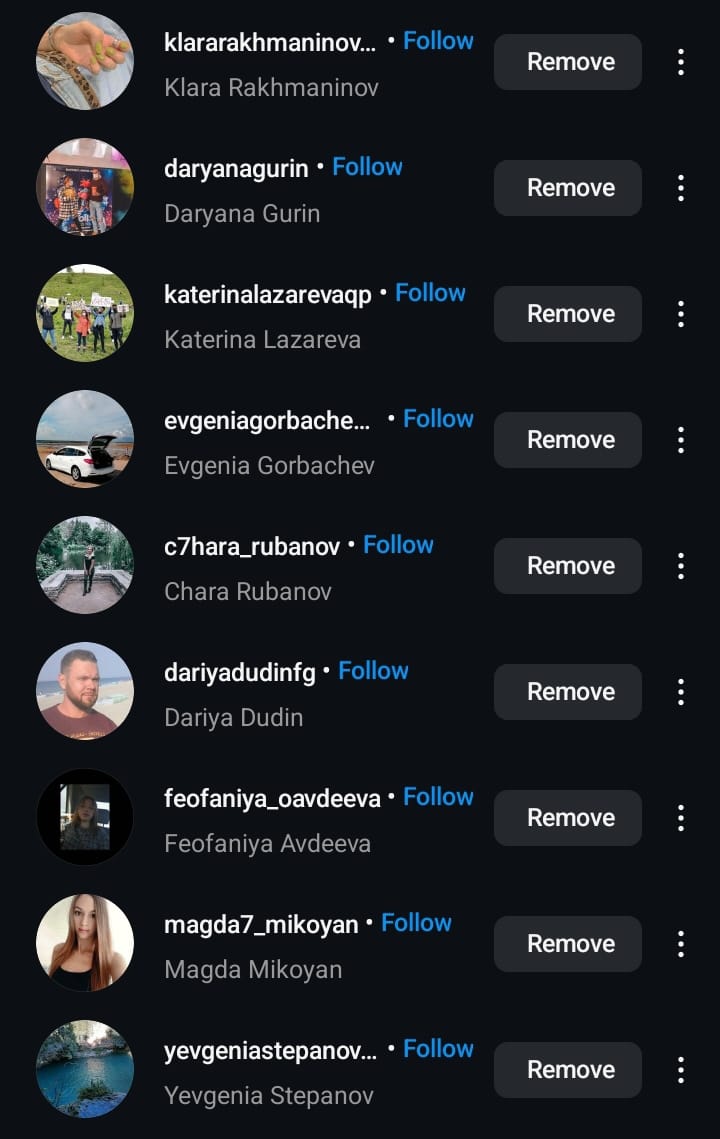 klararakhmaninov... • Follow
Remove
Klara Rakhmaninov
daryanagurin • Follow
Remove
Daryana Gurin
katerinalazarevaqp • Follow
Remove
Katerina Lazareva
evgeniagorbache... • Follow
Remove
Evgenia Gorbachev
c7hara_rubanov • Follow
Remove
Chara Rubanov
dariyadudinfg • Follow
Remove
Dariya Dudin
feofaniya_oavdeeva • Follow
Remove
Feofaniya Avdeeva
magda7_mikoyan • Follow
Remove
Magda Mikoyan
yevgeniastepanov... • Follow
Remove
Yevgenia Stepanov